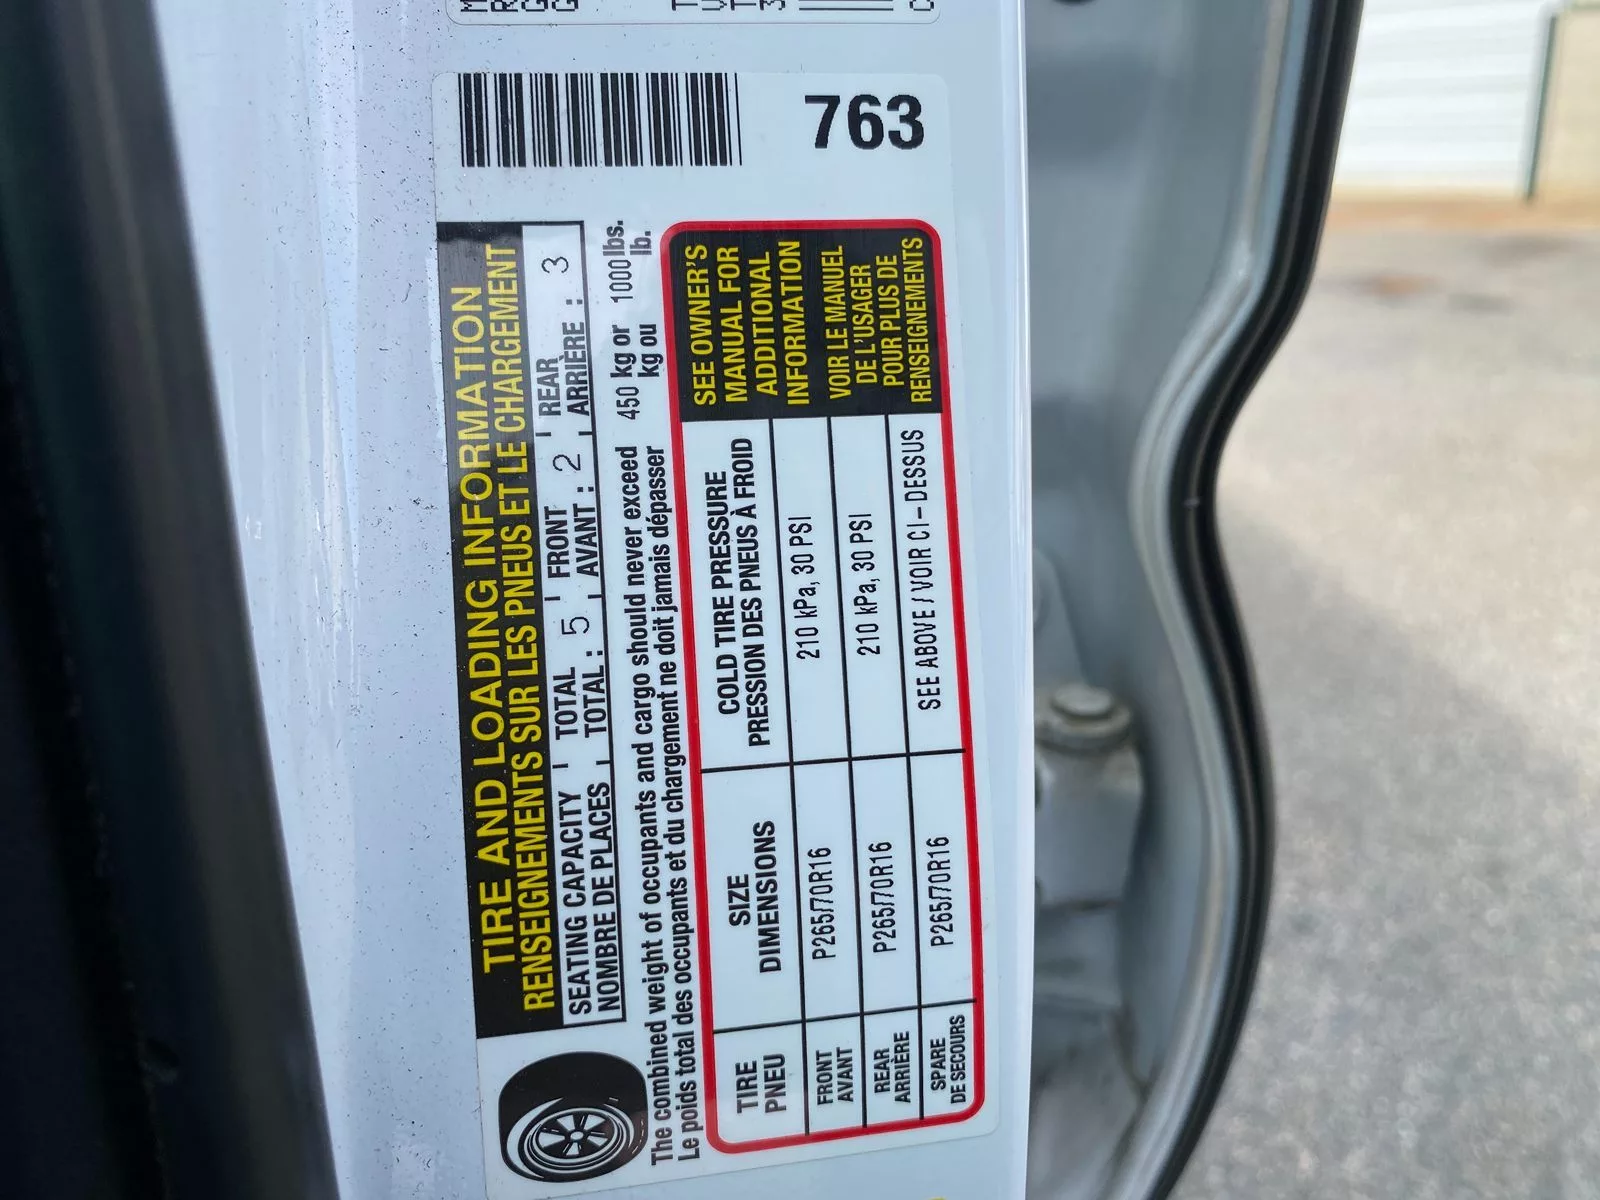 763
TIRE AND LOADING INFORMATION
RENSEIGNEMENTS SUR LES PNEUS ET LE CHARGEMENT
SEATING CAPACITY TOTAL FRONT REAR
NOMBRE DE PLACES TOTAL : 5 AVANT : 2 ARRIÈRE : 3
The combined weight of occupants and cargo should never exceed 450 kg or 1000 lbs.
Le poids total des occupants et du chargement ne doit jamais dépasser kg ou lb.
TIRE SIZE COLD TIRE PRESSURE
PNEU DIMENSIONS PRESSION DES PNEUS À FROID
FRONT P265/70R16 210 kPa, 30 PSI
AVANT
REAR P265/70R16 210 kPa, 30 PSI
ARRIÈRE
SPARE P265/70R16 SEE ABOVE / VOIR CI-DESSUS
DE SECOURS
SEE OWNER'S
MANUAL FOR
ADDITIONAL
INFORMATION
VOIR LE MANUEL
DE L'USAGER
POUR PLUS DE
RENSEIGNEMENTS